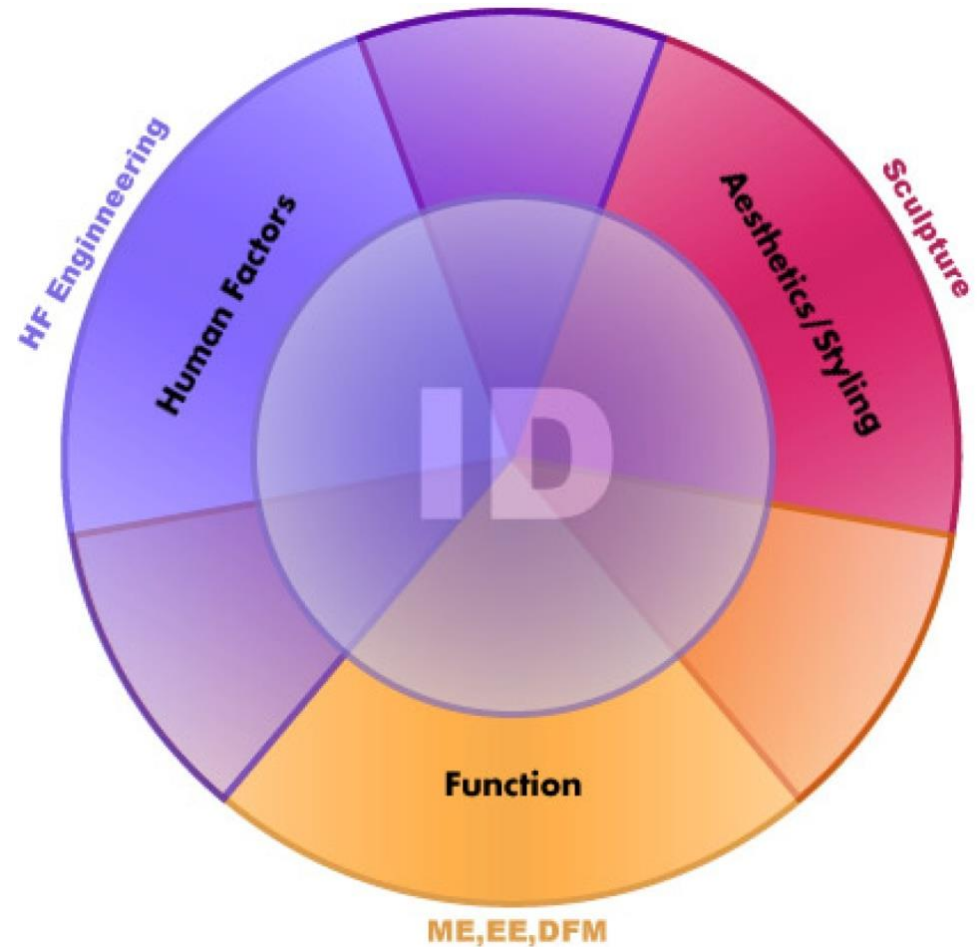 HF Enginneering
Human Factors
Aesthetics/Styling
Sculpture
ID
Function
ME,EE,DFM